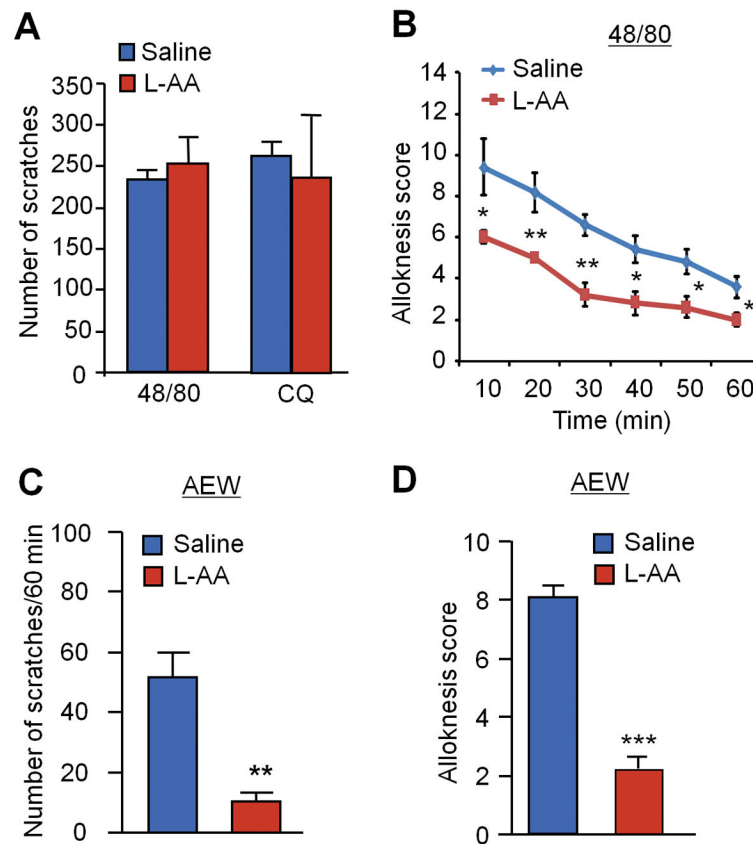 A
Saline
L-AA
Number of scratches
350
300
250
200
150
100
50
0
48/80 CQ
B
48/80
Saline
L-AA
Alloknesis score
14
12
10
8
6
4
2
0
* ** ** * * *
10 20 30 40 50 60
Time (min)
C
AEW
Saline
L-AA
Number of scratches/60 min
100
80
60
40
20
0
**
D
AEW
Saline
L-AA
Alloknesis score
10
8
6
4
2
0
***